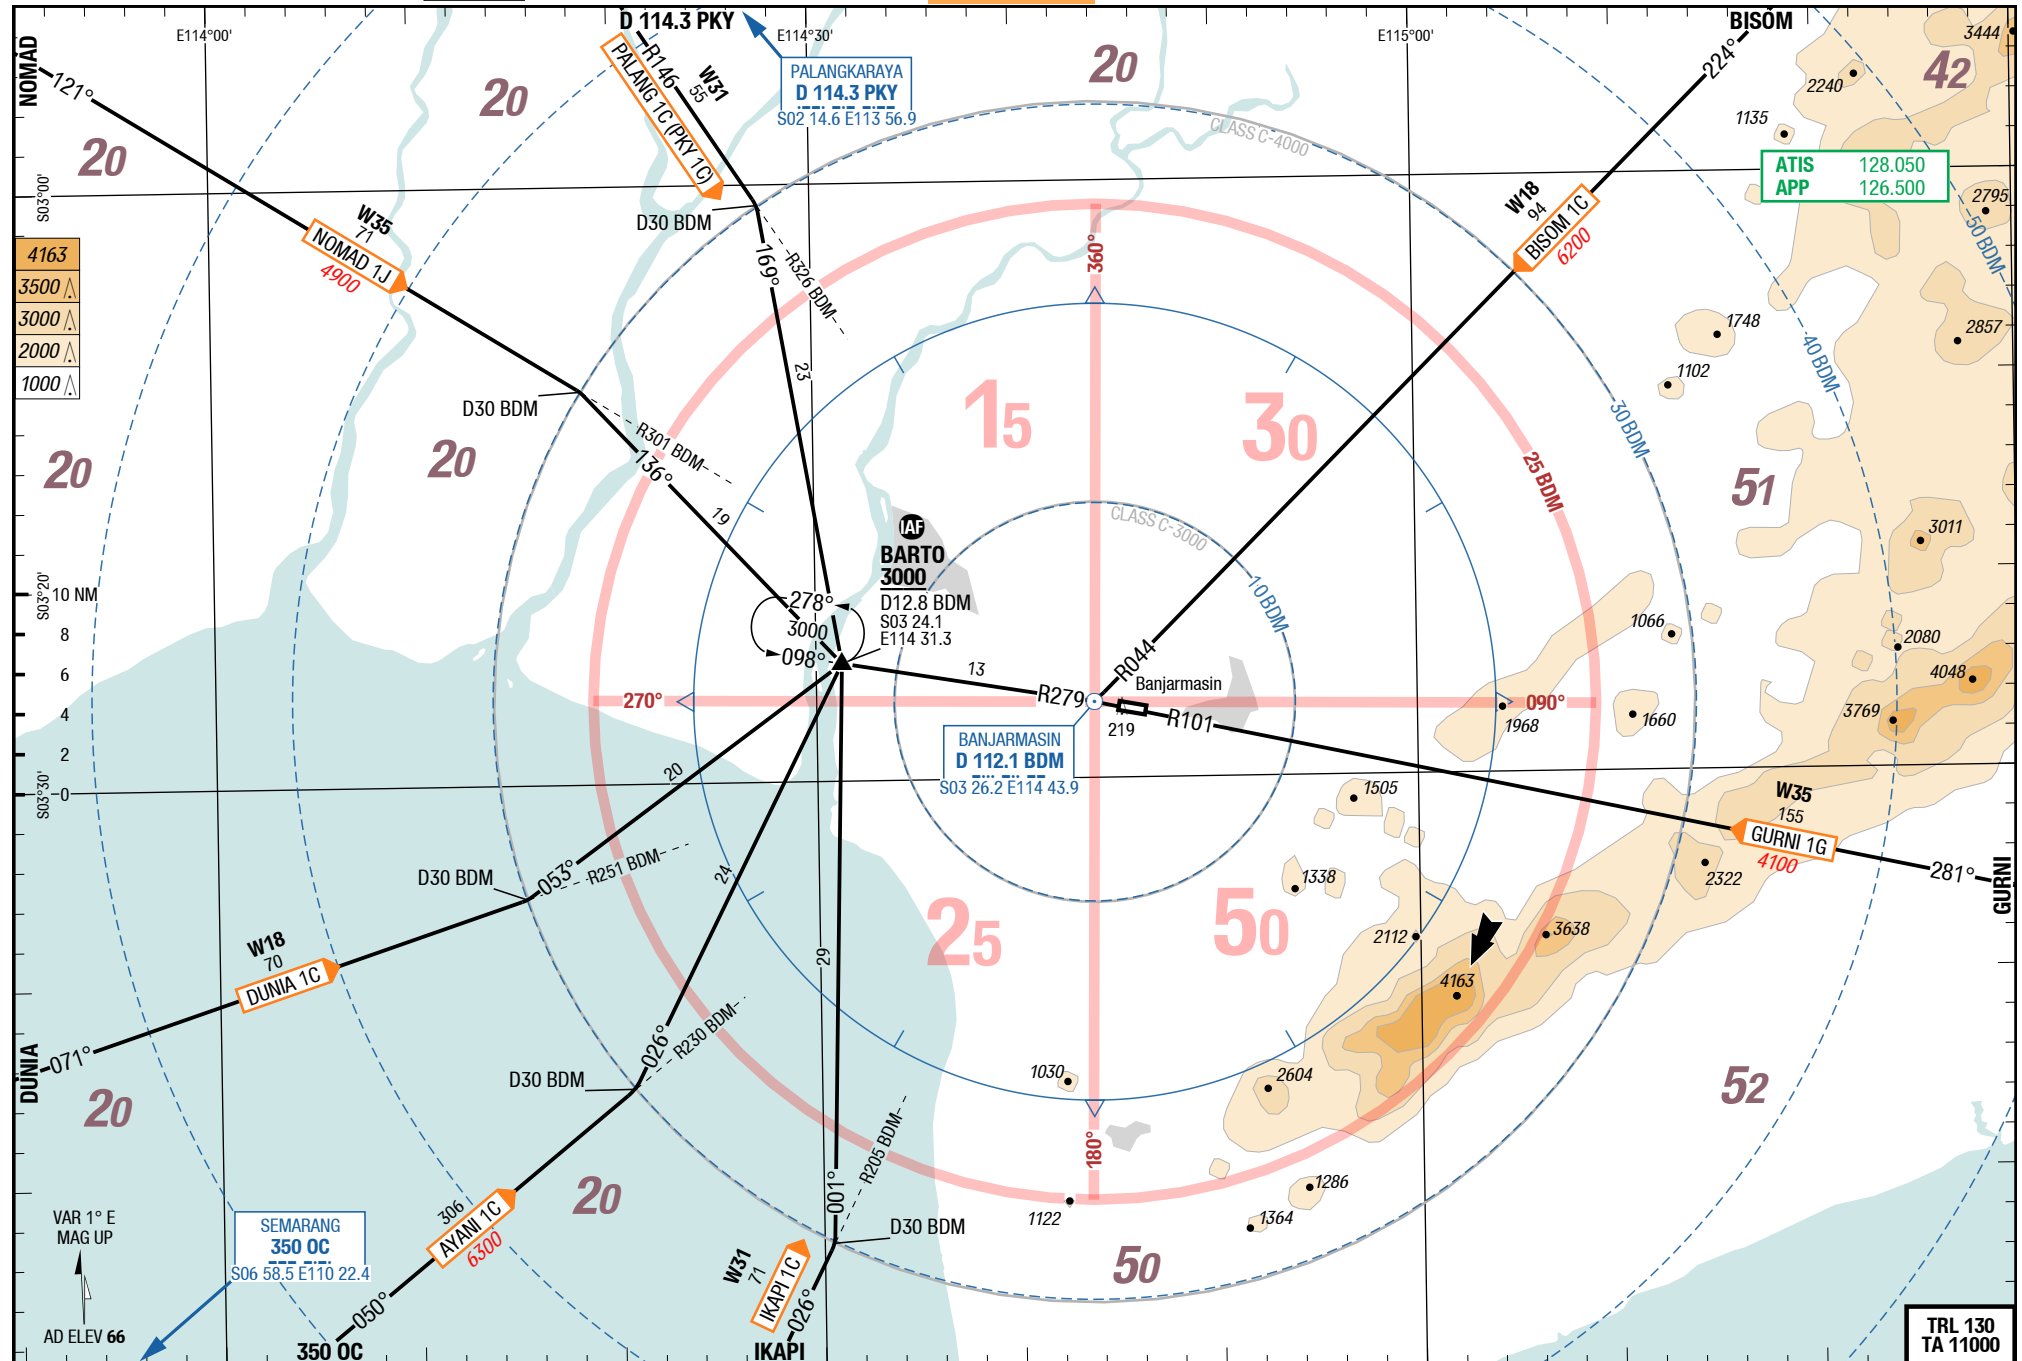 D 114.3 PKY
BISOM
NOMAD
E114°00'
E114°30'
E115°00'
121°
R146
W31
55
PALANG 1C (PKY 1C)
PALANGKARAYA
D 114.3 PKY
S02 14.6 E113 56.9
20
20
20
42
3444
2240
1135
224°
CLASS C-4000
ATIS 128.050
APP 126.500
S03°00'
W35
71
NOMAD 1J
4900
D30 BDM
169°
R326 BDM
360°
W18
94
BISOM 1C
6200
2795
50 BDM
4163
3500
3000
2000
1000
23
1748
2857
1102
40 BDM
30 BDM
D30 BDM
R301 BDM
136°
19
15
30
25 BDM
20
20
51
IAF
BARTO
3000
D12.8 BDM
S03 24.1
E114 31.3
CLASS C-3000
10 BDM
3011
S03°20'
10 NM
8
6
4
2
0
278°
3000
098°
1066
2080
4048
13
R279
R044
Banjarmasin
R101
219
270°
090°
1968
1660
3769
BANJARMASIN
D 112.1 BDM
S03 26.2 E114 43.9
S03°30'
20
1505
W35
155
GURNI 1G
4100
281°
GURNI
D30 BDM
053°
R251 BDM
24
29
1338
2322
25
50
2112
3638
4163
W18
70
DUNIA 1C
071°
DUNIA
20
026°
R230 BDM
D30 BDM
1030
2604
52
180°
001°
R205 BDM
D30 BDM
1122
1286
1364
20
50
306
AYANI 1C
6300
050°
350 OC
W31
71
IKAPI 1C
026°
IKAPI
SEMARANG
350 OC
S06 58.5 E110 22.4
VAR 1° E
MAG UP
AD ELEV 66
TRL 130
TA 11000